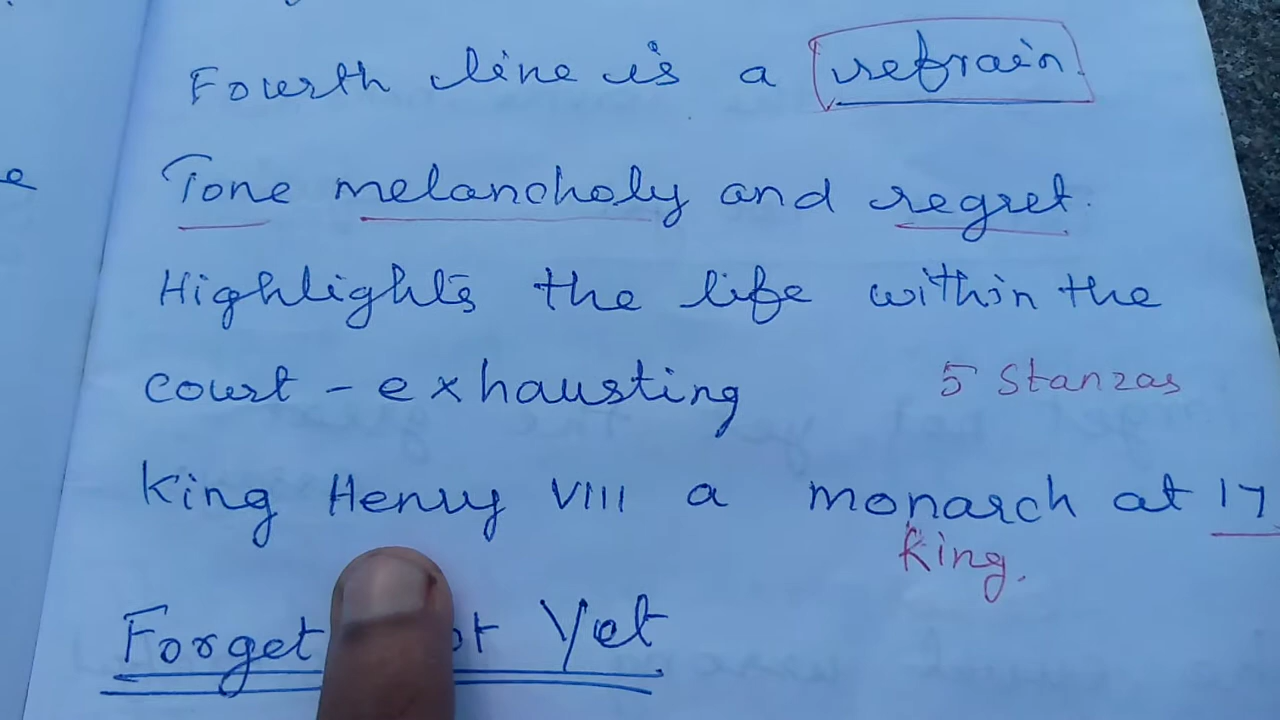 Fourth line is a refrain.
e
Tone melancholy and regret.
Highlights the life within the
court - exhausting
5 Stanzas
King Henry VIII a monarch at 17
King.
Forget Yet